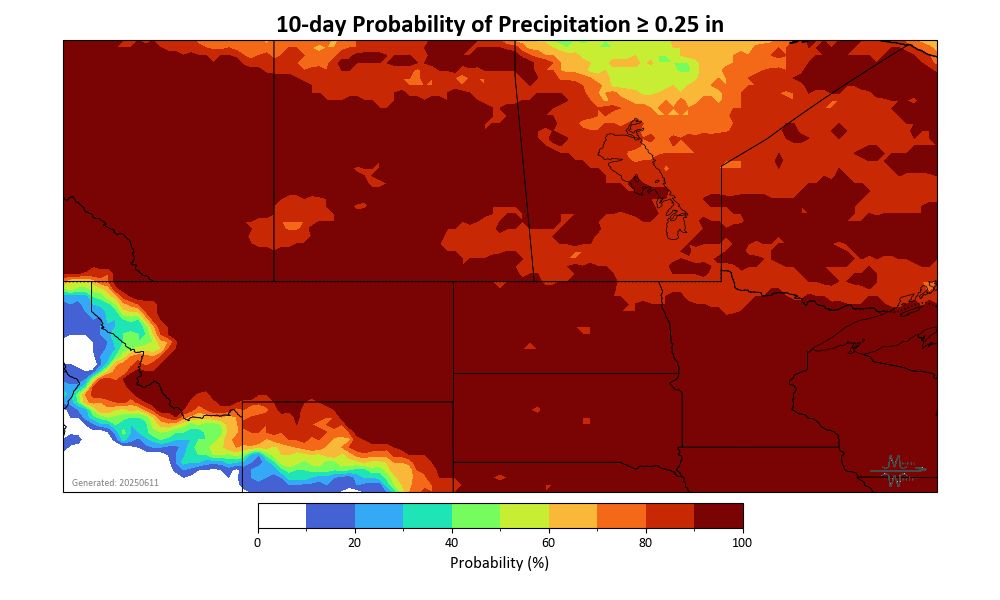 10-day Probability of Precipitation ≥ 0.25 in
Generated: 20250611
0 20 40 60 80 100
Probability (%)